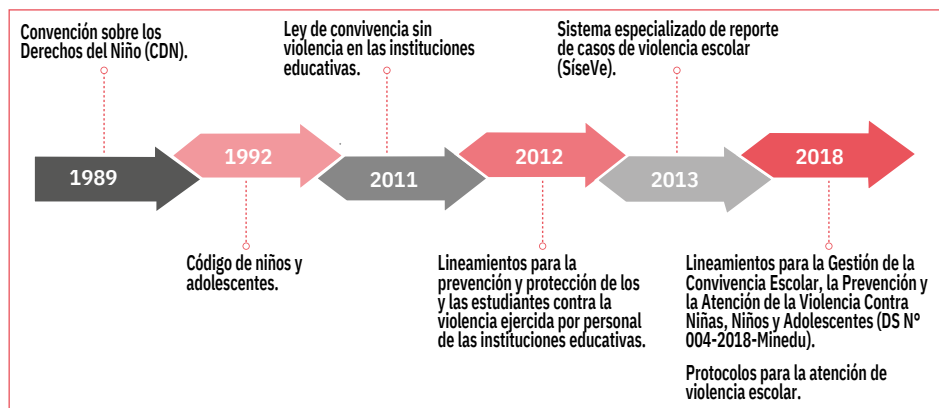 Convención sobre los
Derechos del Niño (CDN).
Ley de convivencia sin
violencia en las instituciones
educativas.
Sistema especializado de reporte
de casos de violencia escolar
(SíseVe).
1989
1992
2011
2012
2013
2018
Código de niños y
adolescentes.
Lineamientos para la
prevención y protección de los
y las estudiantes contra la
violencia ejercida por personal
de las instituciones educativas.
Lineamientos para la Gestión de la
Convivencia Escolar, la Prevención y
la Atención de la Violencia Contra
Niñas, Niños y Adolescentes (DS Nº
004-2018-Minedu).
Protocolos para la atención de
violencia escolar.